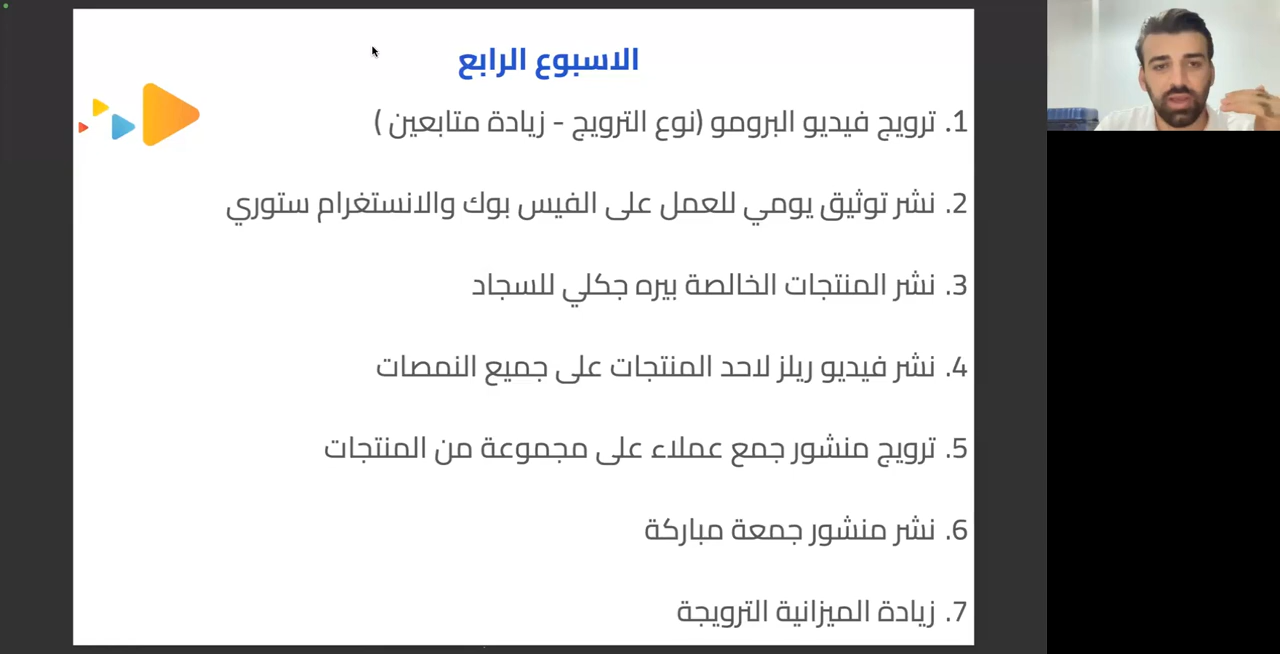 الاسبوع الرابع
1. ترويج فيديو البرومو (نوع الترويج - زيادة متابعين )
2. نشر توثيق يومي للعمل على الفيس بوك والانستغرام ستوري
3. نشر المنتجات الخالصة بيره جكلي للسجاد
4. نشر فيديو ريلز لاحد المنتجات على جميع النمصات
5. ترويج منشور جمع عملاء على مجموعة من المنتجات
6. نشر منشور جمعة مباركة
7. زيادة الميزانية الترويجة